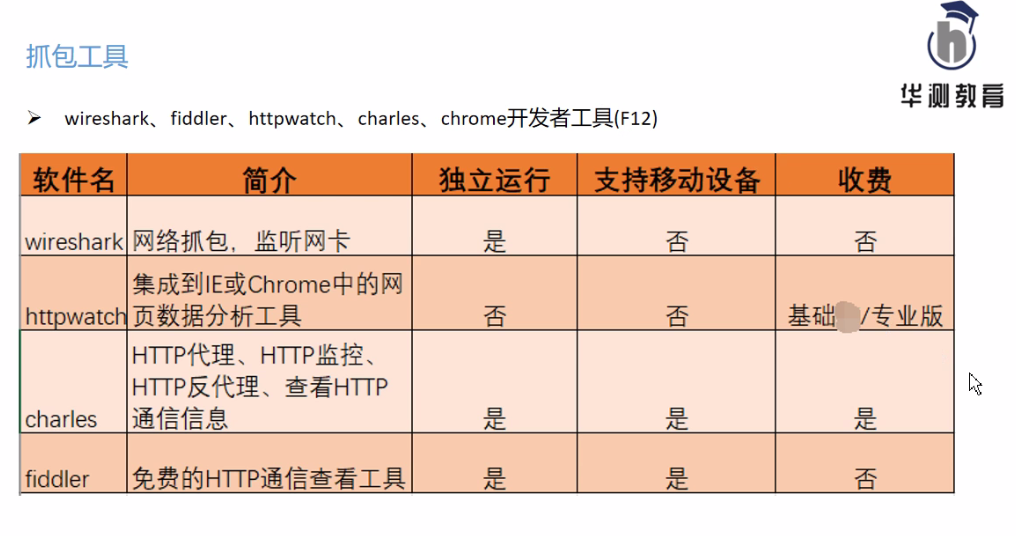 抓包工具
华测教育
➢ wireshark、fiddler、httpwatch、charles、chrome开发者工具(F12)
软件名 简介 独立运行 支持移动设备 收费
wireshark 网络抓包，监听网卡 是 否 否
集成到IE或Chrome中的网
httpwatch 页数据分析工具 否 否 基础 /专业版
HTTP代理、HTTP监控、
HTTP反代理、查看HTTP
charles 通信信息 是 是 是
fiddler 免费的HTTP通信查看工具 是 是 否